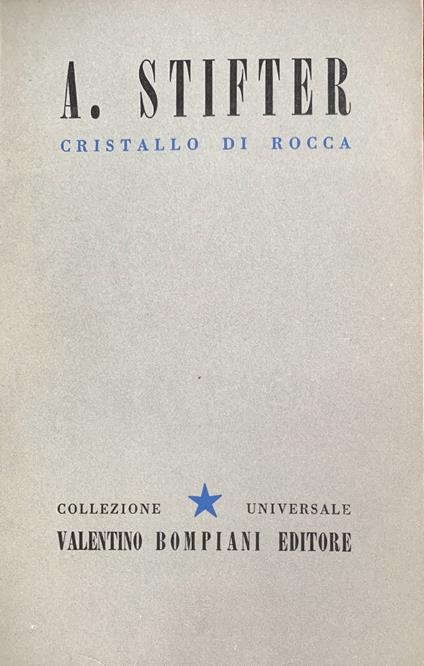 A. STIFTER
CRISTALLO DI ROCCA
COLLEZIONE UNIVERSALE
VALENTINO BOMPIANI EDITORE